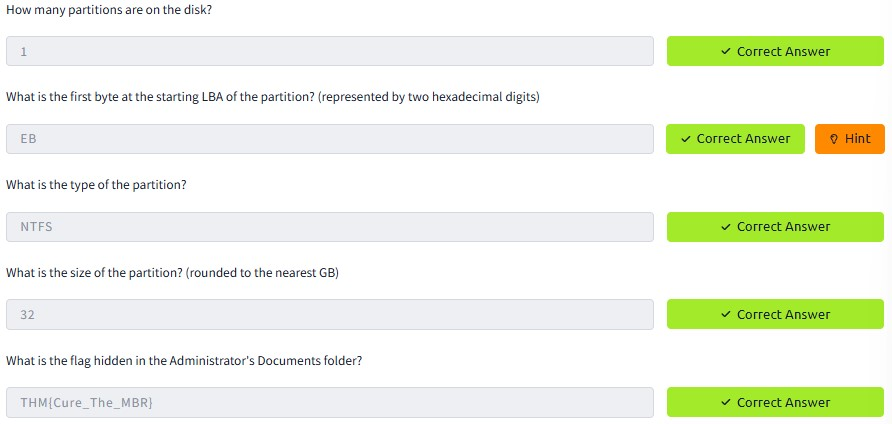 How many partitions are on the disk?
1
✓ Correct Answer
What is the first byte at the starting LBA of the partition? (represented by two hexadecimal digits)
EB
✓ Correct Answer
Hint
What is the type of the partition?
NTFS
✓ Correct Answer
What is the size of the partition? (rounded to the nearest GB)
32
✓ Correct Answer
What is the flag hidden in the Administrator's Documents folder?
THM{Cure_The_MBR}
✓ Correct Answer